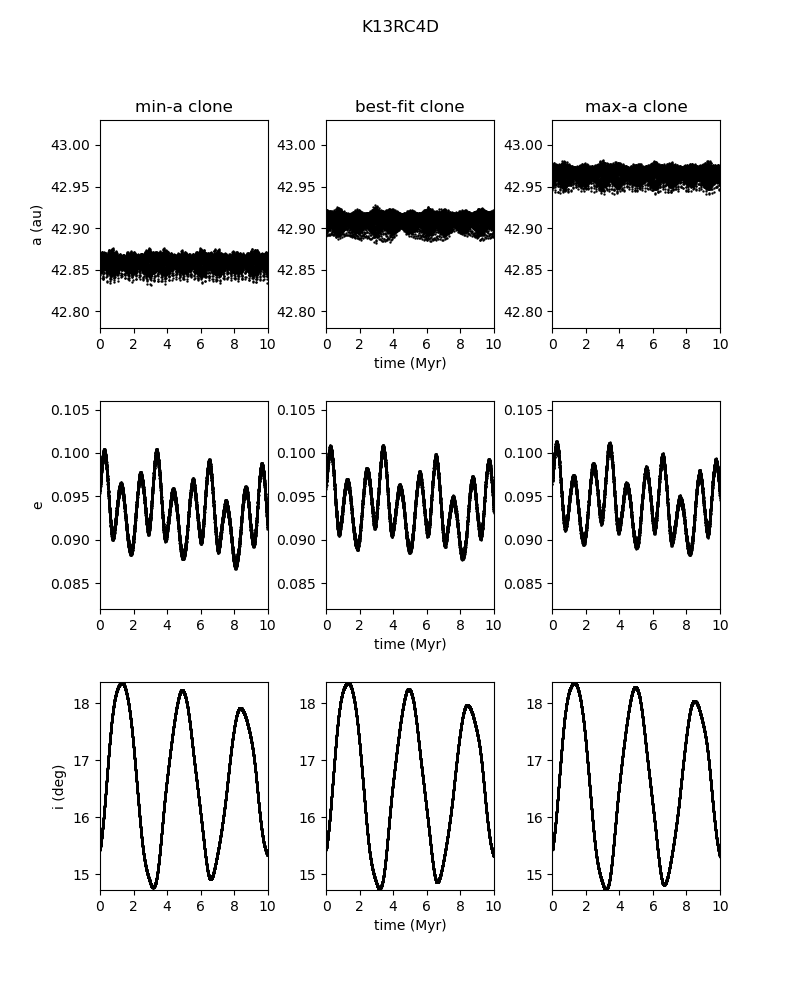 K13RC4D
min-a clone best-fit clone max-a clone
43.00 43.00 43.00
42.95 42.95 42.95
42.90 42.90 42.90
42.85 42.85 42.85
42.80 42.80 42.80
a (au)
0 2 4 6 8 10 0 2 4 6 8 10 0 2 4 6 8 10
time (Myr)
0.105 0.105 0.105
0.100 0.100 0.100
0.095 0.095 0.095
0.090 0.090 0.090
0.085 0.085 0.085
e
0 2 4 6 8 10 0 2 4 6 8 10 0 2 4 6 8 10
time (Myr)
18 18 18
17 17 17
16 16 16
15 15 15
i (deg)
0 2 4 6 8 10 0 2 4 6 8 10 0 2 4 6 8 10
time (Myr)